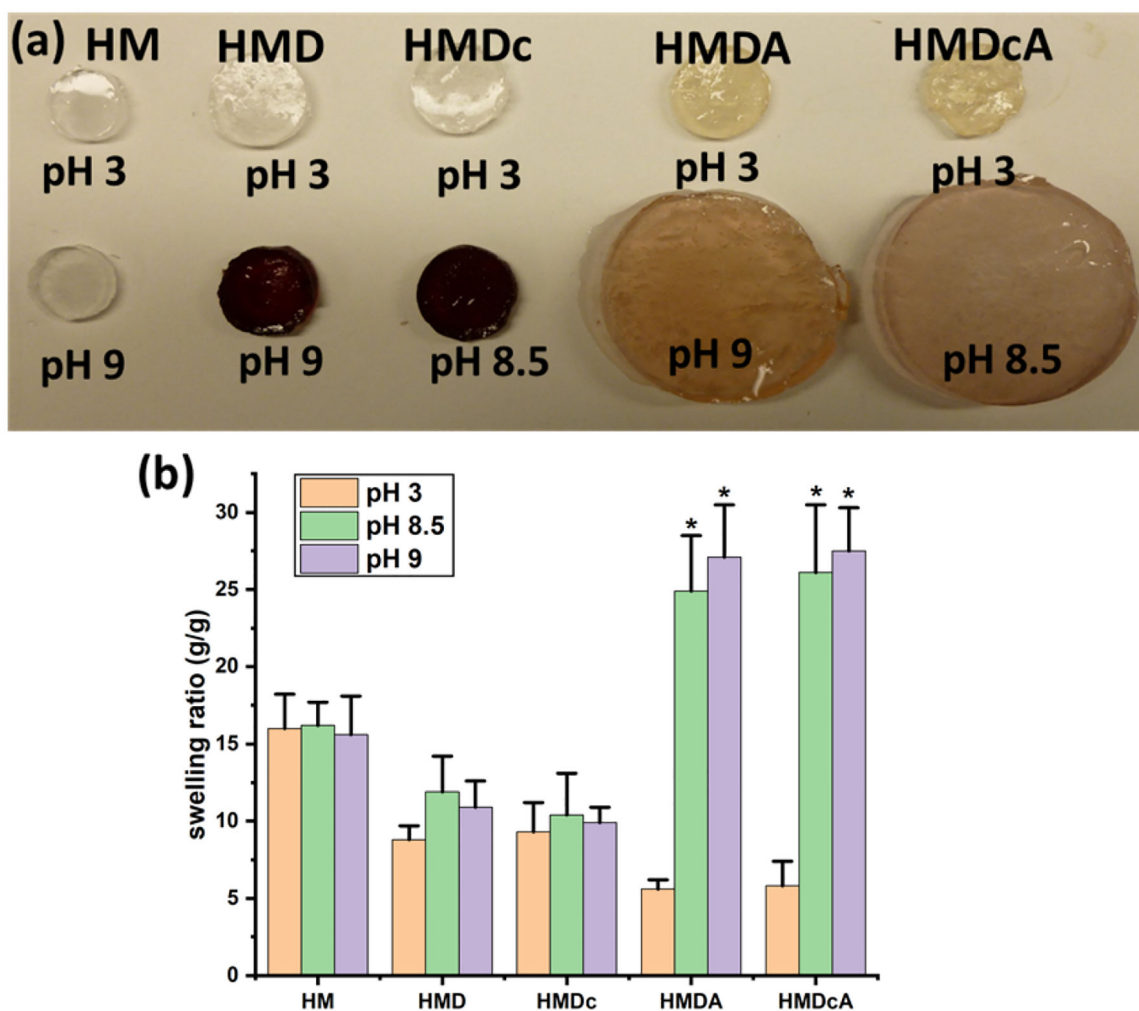 (a) HM HMD HMDc HMDA HMDcA
pH 3 pH 3 pH 3 pH 3 pH 3
pH 9 pH 9 pH 8.5 pH 9 pH 8.5
(b)
pH 3
pH 8.5
pH 9
swelling ratio (g/g)
30
25
20
15
10
5
0
* * * *
HM HMD HMDc HMDA HMDcA